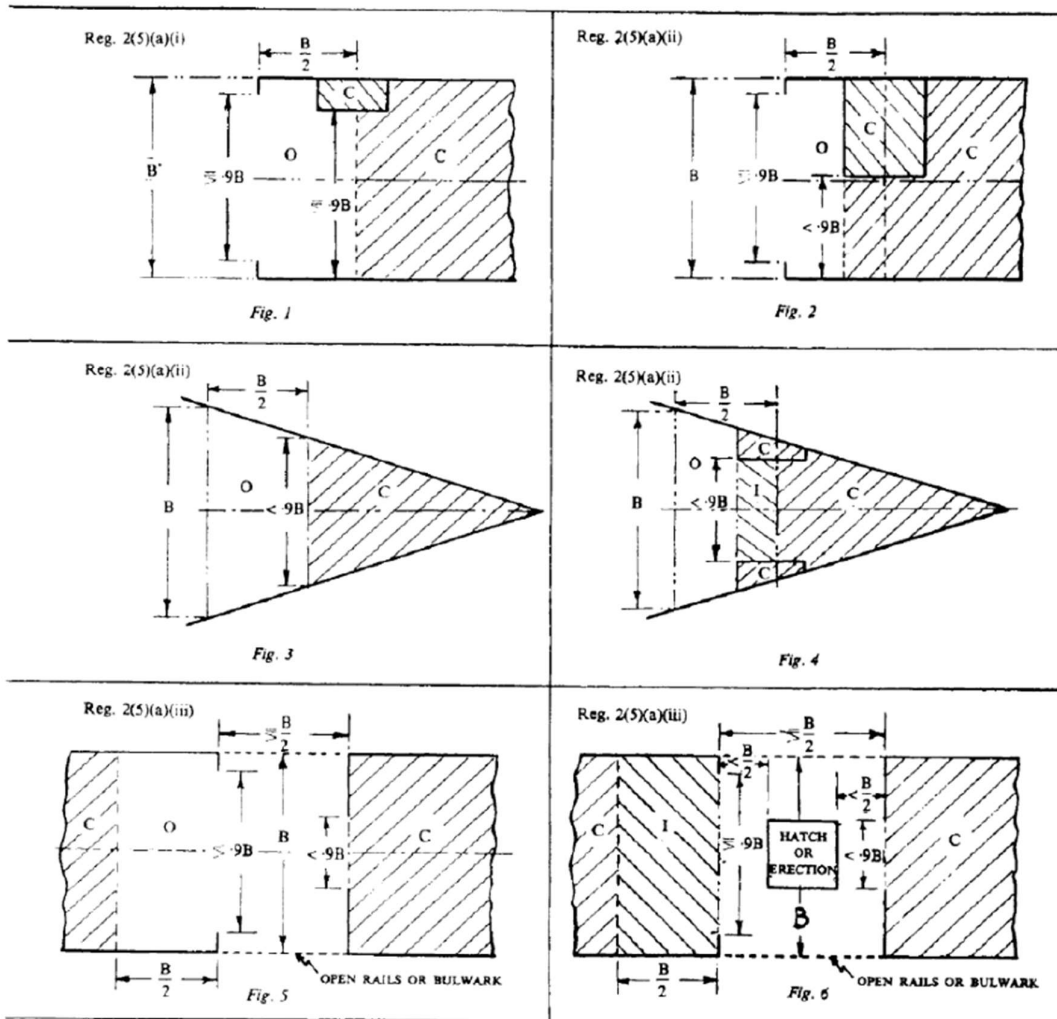 Reg. 2(5)(a)(i)
B/2
C
B
≧ ·9B
O
C
≧ ·9B
Fig. 1
Reg. 2(5)(a)(ii)
B/2
C
O
C
B
≧ ·9B
< ·9B
Fig. 2
Reg. 2(5)(a)(ii)
B/2
B
O
< ·9B
C
Fig. 3
Reg. 2(5)(a)(ii)
B/2
C
O
B
< ·9B
I
C
C
Fig. 4
Reg. 2(5)(a)(iii)
≧ B/2
C
O
≧ ·9B
B
< ·9B
C
B/2
OPEN RAILS OR BULWARK
Fig. 5
Reg. 2(5)(a)(iii)
≧ B/2
< B/2
< B/2
C
I
≧ ·9B
HATCH
OR
ERECTION
< ·9B
C
B
B/2
OPEN RAILS OR BULWARK
Fig. 6